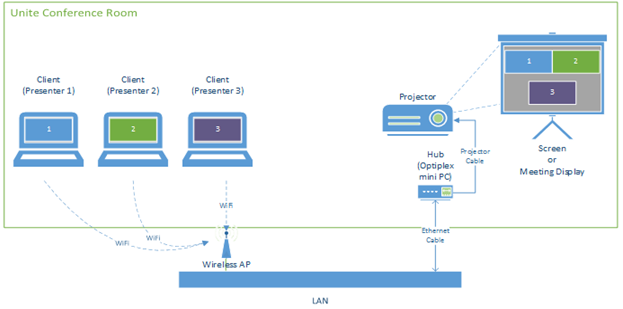 Unite Conference Room
Client
(Presenter 1)
Client
(Presenter 2)
Client
(Presenter 3)
1
2
3
Projector
1
2
3
Hub
(Optiplex
mini PC)
Projector
Cable
Screen
or
Meeting Display
WiFi
WiFi
WiFi
Ethernet
Cable
Wireless AP
LAN